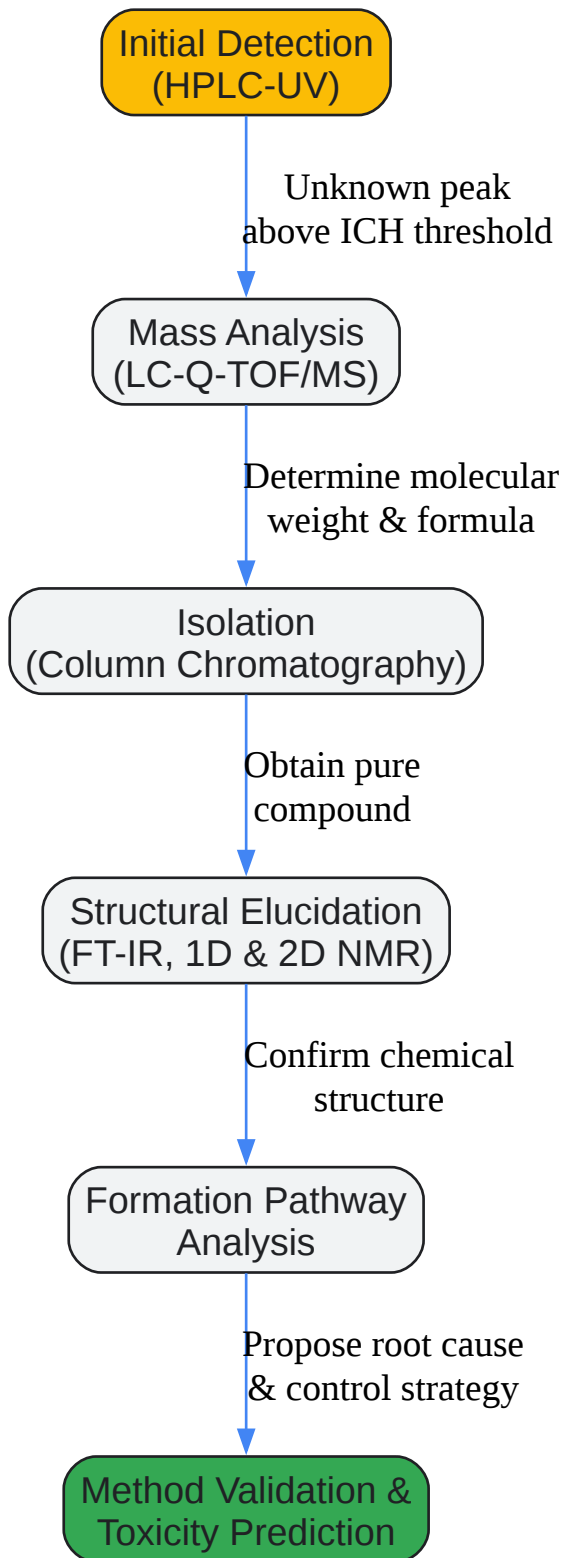 Initial Detection
(HPLC-UV)
Unknown peak
above ICH threshold
Mass Analysis
(LC-Q-TOF/MS)
Determine molecular
weight & formula
Isolation
(Column Chromatography)
Obtain pure
compound
Structural Elucidation
(FT-IR, 1D & 2D NMR)
Confirm chemical
structure
Formation Pathway
Analysis
Propose root cause
& control strategy
Method Validation &
Toxicity Prediction